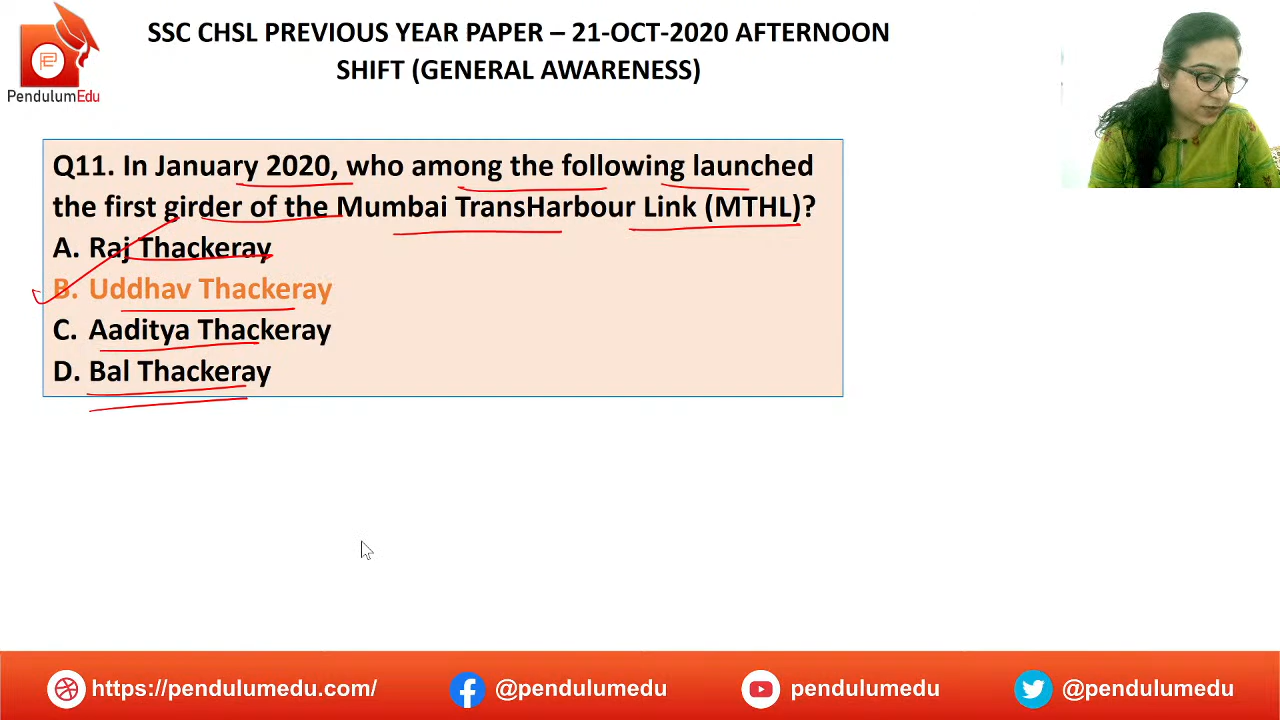 SSC CHSL PREVIOUS YEAR PAPER – 21-OCT-2020 AFTERNOON
SHIFT (GENERAL AWARENESS)
PendulumEdu
Q11. In January 2020, who among the following launched
the first girder of the Mumbai TransHarbour Link (MTHL)?
A. Raj Thackeray
B. Uddhav Thackeray
C. Aaditya Thackeray
D. Bal Thackeray
https://pendulumedu.com/
@pendulumedu
pendulumedu
@pendulumedu